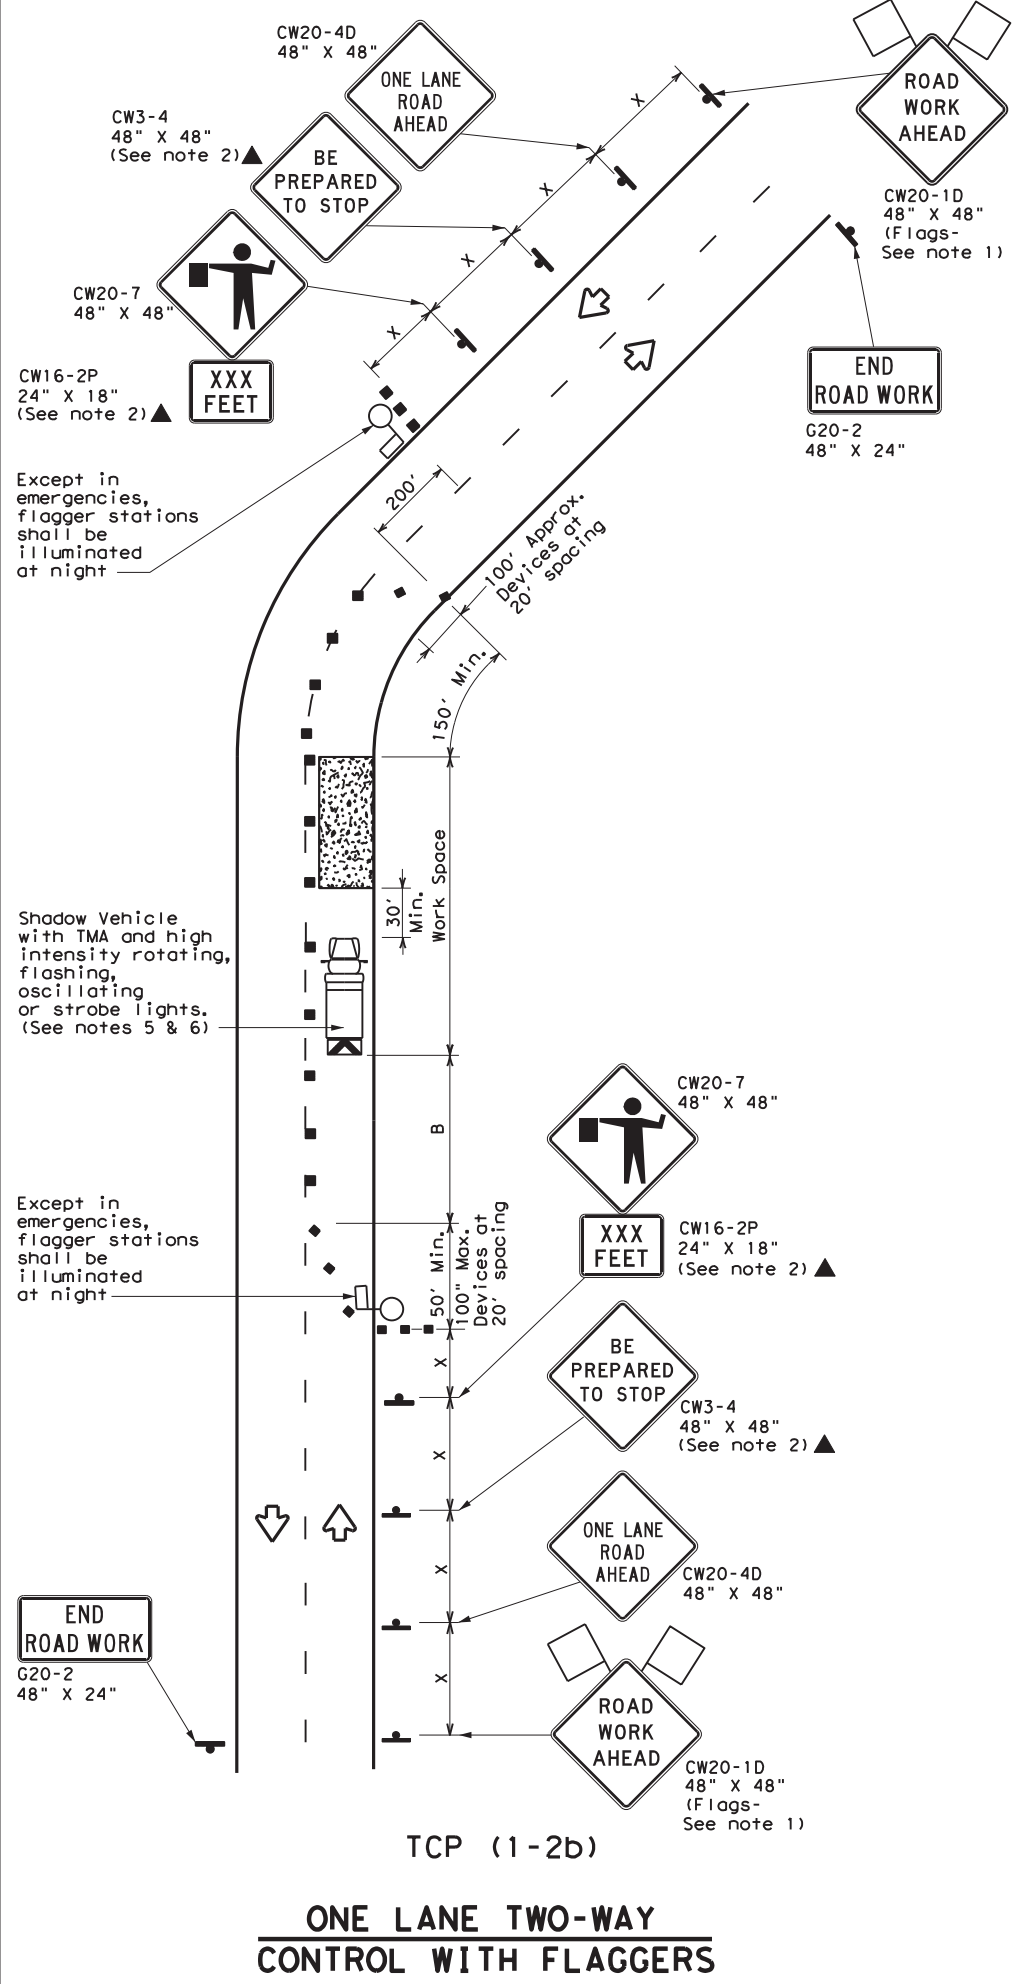 CW20-4D
48" X 48"
ONE LANE
ROAD
AHEAD
ROAD
WORK
AHEAD
CW20-1D
48" X 48"
(Flags-
See note 1)
CW3-4
48" X 48"
(See note 2)
BE
PREPARED
TO STOP
CW20-7
48" X 48"
CW16-2P
24" X 18"
(See note 2)
XXX
FEET
X
X
X
X
END
ROAD WORK
G20-2
48" X 24"
Except in
emergencies,
flagger stations
shall be
illuminated
at night
200'
100' Approx.
Devices at
20' spacing
150' Min.
Work Space
30'
Min.
Shadow Vehicle
with TMA and high
intensity rotating,
flashing,
oscillating
or strobe lights.
(See notes 5 & 6)
B
CW20-7
48" X 48"
XXX
FEET
CW16-2P
24" X 18"
(See note 2)
Except in
emergencies,
flagger stations
shall be
illuminated
at night
50' Min.
100" Max.
Devices at
20' spacing
X
X
X
X
BE
PREPARED
TO STOP
CW3-4
48" X 48"
(See note 2)
ONE LANE
ROAD
AHEAD
CW20-4D
48" X 48"
END
ROAD WORK
G20-2
48" X 24"
ROAD
WORK
AHEAD
CW20-1D
48" X 48"
(Flags-
See note 1)
TCP (1-2b)
ONE LANE TWO-WAY
CONTROL WITH FLAGGERS